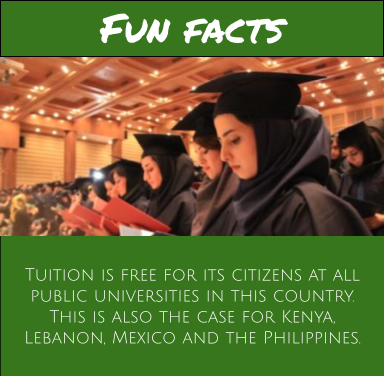 Fun facts
Tuition is free for its citizens at all
public universities in this country.
This is also the case for Kenya,
Lebanon, Mexico and the Philippines.